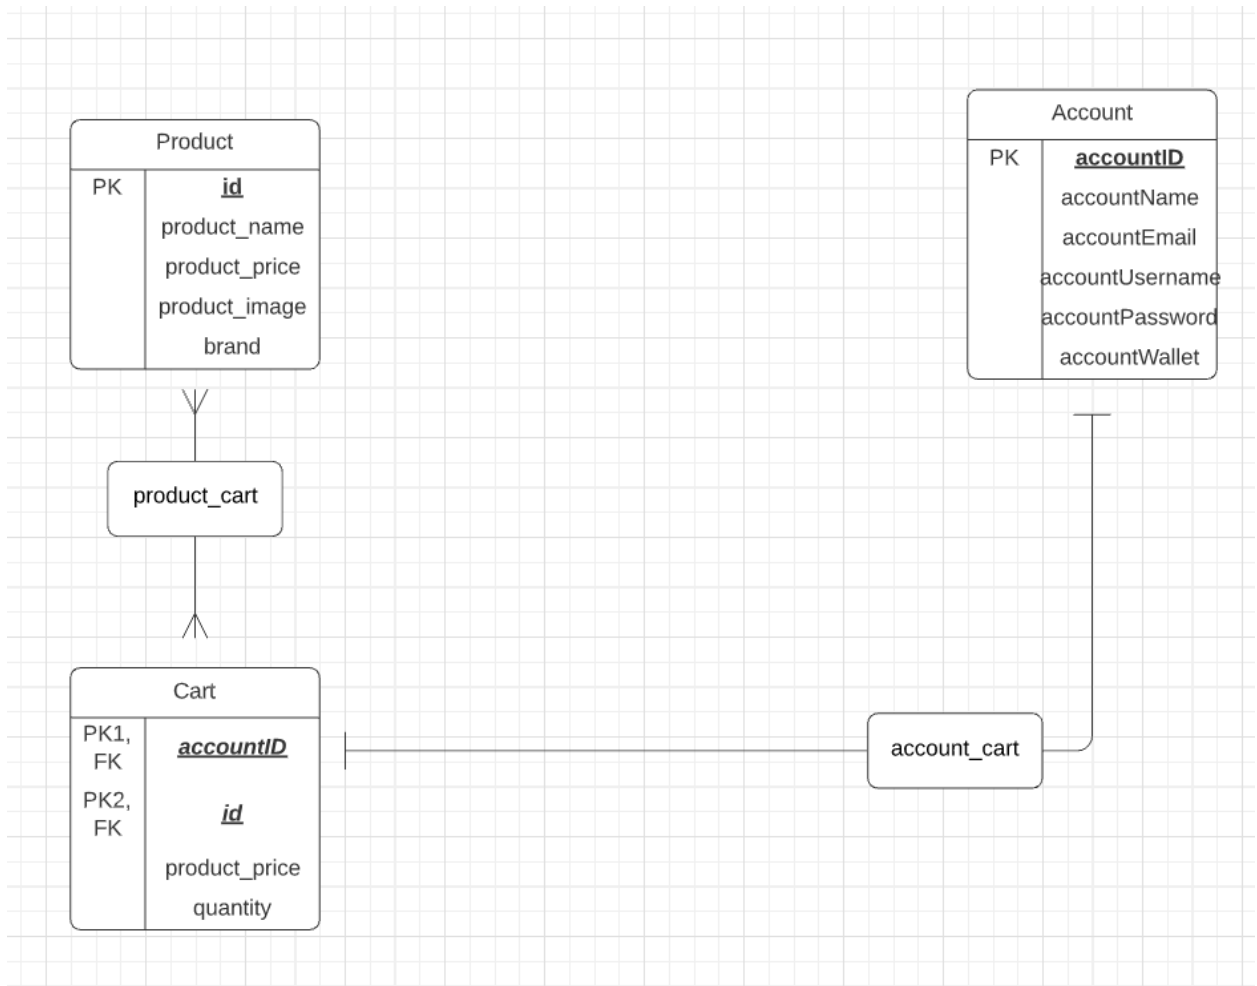 Product
PK id
product_name
product_price
product_image
brand
product_cart
Cart
PK1,
FK
accountID
PK2,
FK
id
product_price
quantity
account_cart
Account
PK accountID
accountName
accountEmail
accountUsername
accountPassword
accountWallet